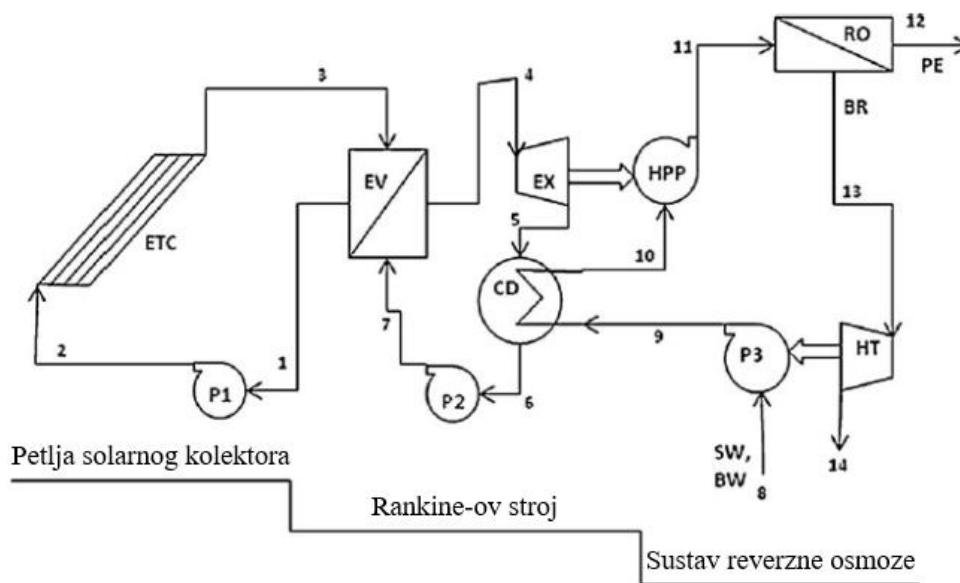 12
11
RO
3
4
PE
BR
EV
EX
HPP
13
5
ETC
10
CD
7
9
HT
2
1
P3
P1
P2
6
SW,
BW
8
14
Petlja solarnog kolektora
Rankine-ov stroj
Sustav reverzne osmoze